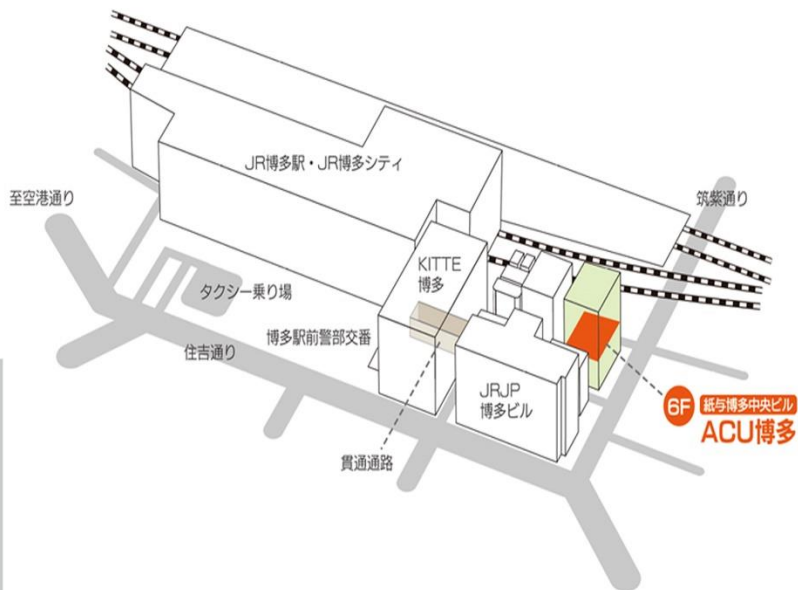 JR博多駅・JR博多シティ
至空港通り
筑紫通り
KITTE
博多
タクシー乗り場
博多駅前警部交番
住吉通り
JRJP
博多ビル
6F
紙与博多中央ビル
ACU博多
貫通通路